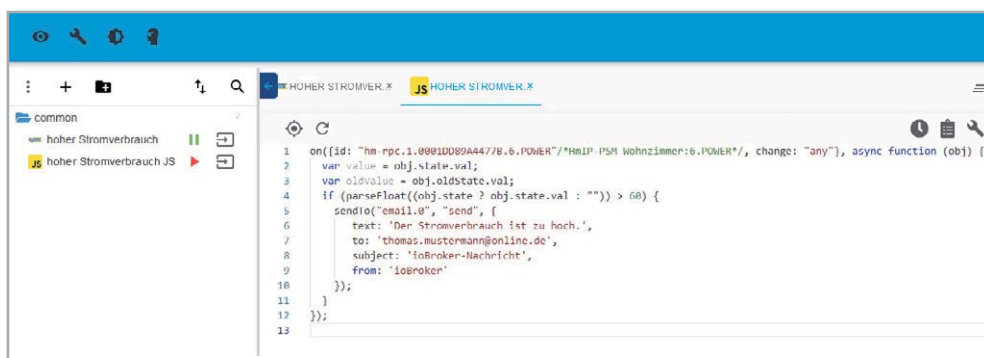 HOHER STROMVER.✕
JS HOHER STROMVER.✕
common
2
hoher Stromverbrauch
JS hoher Stromverbrauch JS
1 on({id: "hm-rpc.1.0001DD89A4477B.6.POWER"/*HmIP-PSM Wohnzimmer:6.POWER*/, change: "any"}, async function (obj) {
2 var value = obj.state.val;
3 var oldValue = obj.oldState.val;
4 if (parseFloat((obj.state ? obj.state.val : "")) > 60) {
5 sendTo("email.0", "send", {
6 text: 'Der Stromverbrauch ist zu hoch.',
7 to: 'thomas.mustermann@online.de',
8 subject: 'ioBroker-Nachricht',
9 from: 'ioBroker'
10 });
11 }
12 });
13